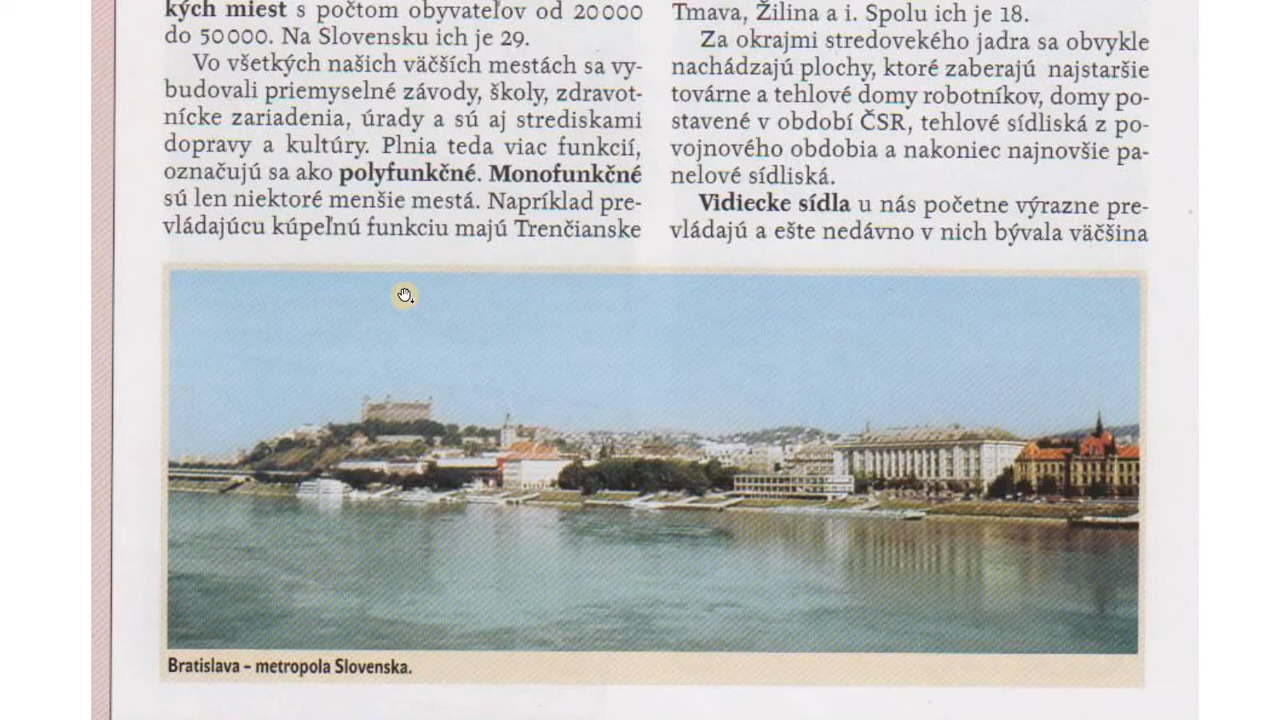 kých miest s počtom obyvateľov od 20 000
do 50 000. Na Slovensku ich je 29.
Vo všetkých našich väčších mestách sa vy-
budovali priemyselné závody, školy, zdravot-
nícke zariadenia, úrady a sú aj strediskami
dopravy a kultúry. Plnia teda viac funkcií,
označujú sa ako polyfunkčné. Monofunkčné
sú len niektoré menšie mestá. Napríklad pre-
vládajúcu kúpeľnú funkciu majú Trenčianske
Trnava, Žilina a i. Spolu ich je 18.
Za okrajmi stredovekého jadra sa obvykle
nachádzajú plochy, ktoré zaberajú najstaršie
továrne a tehlové domy robotníkov, domy po-
stavené v období ČSR, tehlové sídliská z po-
vojnového obdobia a nakoniec najnovšie pa-
nelové sídliská.
Vidiecke sídla u nás početne výrazne pre-
vládajú a ešte nedávno v nich bývala väčšina
Bratislava – metropola Slovenska.